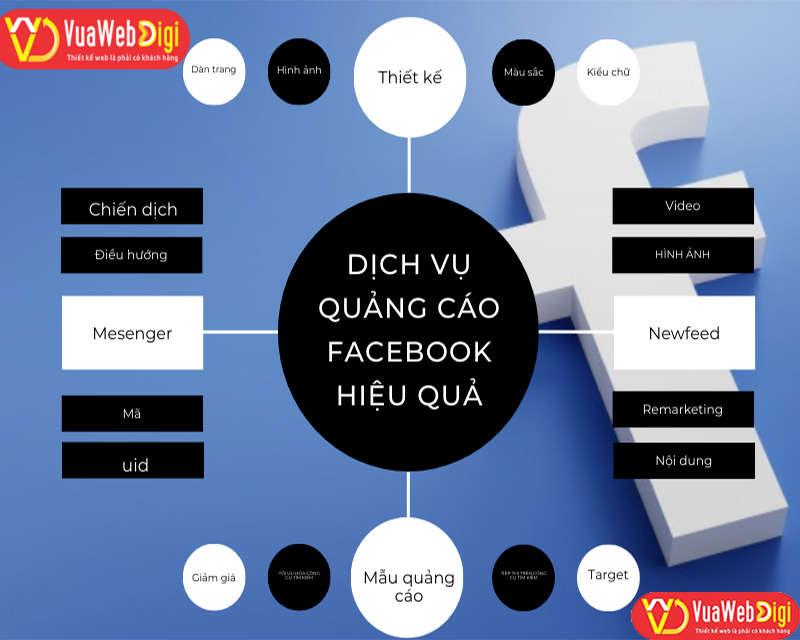 VuaWebDigi
Thiết kế web là phải có khách hàng
Dàn trang
Hình ảnh
Thiết kế
Màu sắc
Kiểu chữ
Chiến dịch
Điều hướng
Mesenger
Mã
uid
DỊCH VỤ
QUẢNG CÁO
FACEBOOK
HIỆU QUẢ
Video
HÌNH ẢNH
Newfeed
Remarketing
Nội dung
Giảm giá
TỐI ƯU HÓA CÔNG
CỤ TÌM KIẾM
Mẫu quảng
cáo
TIẾP THỊ TRÊN CÔNG
CỤ TÌM KIẾM
Target
VuaWebDigi
Thiết kế web là phải có khách hàng